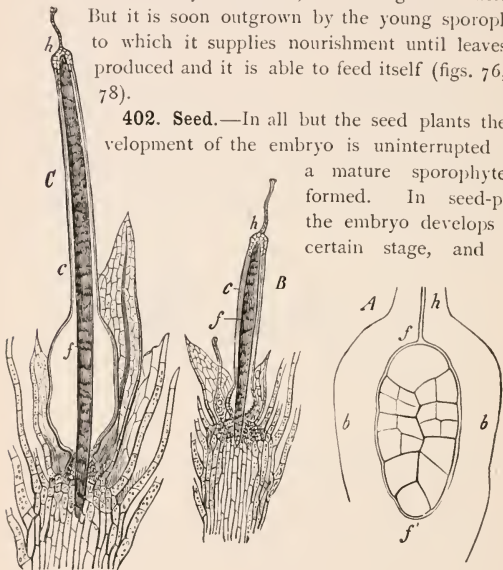 But it is soon outgrown by the young
to which it supplies nourishment until leaves
produced and it is able to feed itself (figs. 76,
78).
402. Seed.—In all but the seed plants the
velopment of the embryo is uninterrupted
a mature sporophyte
formed. In
the embryo develops
certain stage, and
h
C
c
f
h
c
B
f
A
h
f
b
b
f'